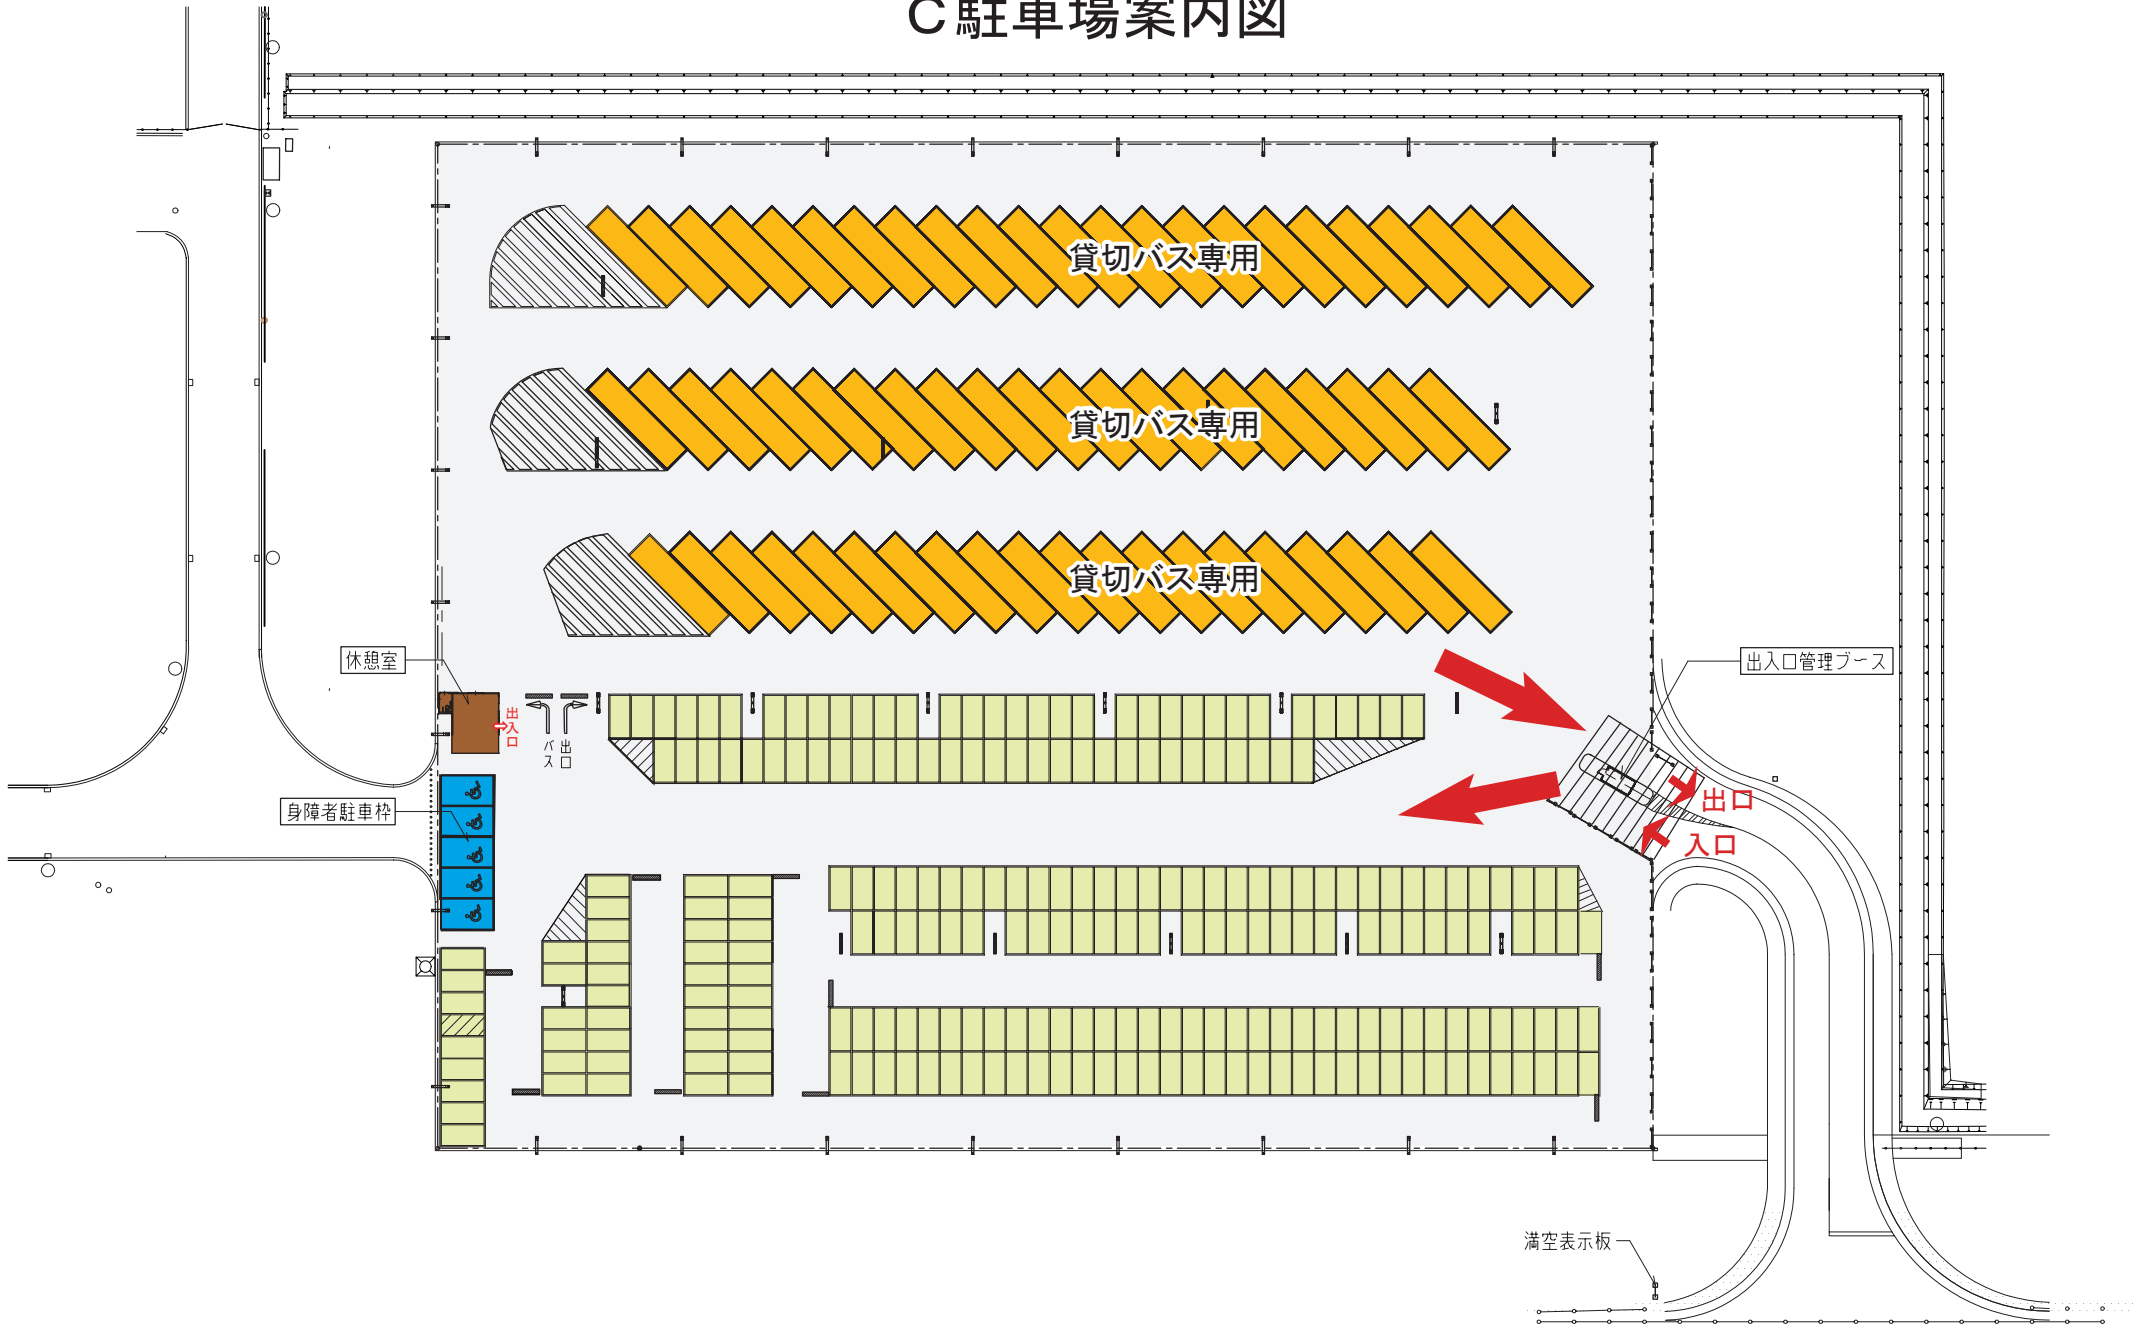 C駐車場案内図
貸切バス専用
貸切バス専用
貸切バス専用
休憩室
出入口管理ブース
出入口
バス
出口
身障者駐車枠
出口
入口
満空表示板